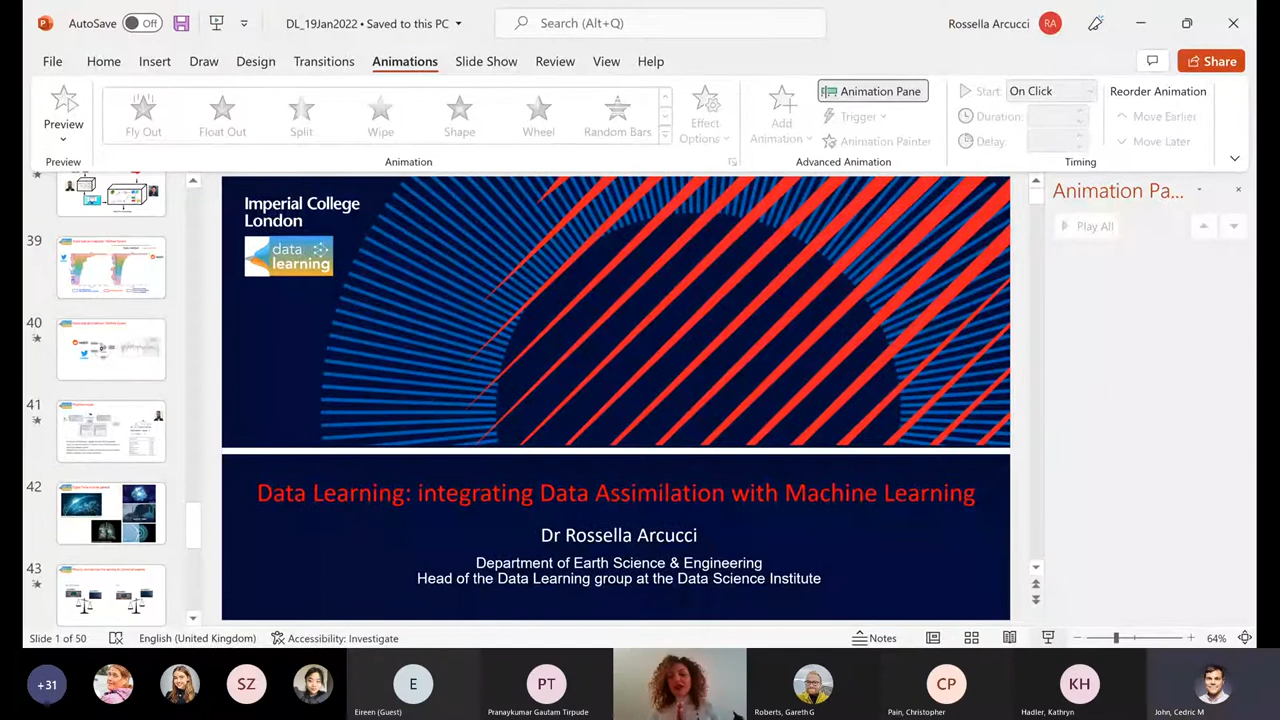 AutoSave
Off
DL_19Jan2022 • Saved to this PC
Search (Alt+Q)
Rossella Arcucci
RA
File
Home
Insert
Draw
Design
Transitions
Animations
Slide Show
Review
View
Help
Share
Preview
Fly Out
Float Out
Split
Wipe
Shape
Wheel
Random Bars
Effect
Options
Add
Animation
Animation Pane
Trigger
Animation Painter
Start:
On Click
Duration:
Delay:
Reorder Animation
Move Earlier
Move Later
Preview
Animation
Advanced Animation
Timing
39
40
41
42
43
Imperial College
London
data
learning
Data Learning: integrating Data Assimilation with Machine Learning
Dr Rossella Arcucci
Department of Earth Science & Engineering
Head of the Data Learning group at the Data Science Institute
Animation Pa...
Play All
Slide 1 of 50
English (United Kingdom)
Accessibility: Investigate
Notes
64%
+31
SZ
E
Eireen (Guest)
PT
Pranaykumar Gautam Tirpude
Roberts, Gareth G
CP
Pain, Christopher
KH
Hadler, Kathryn
John, Cedric M